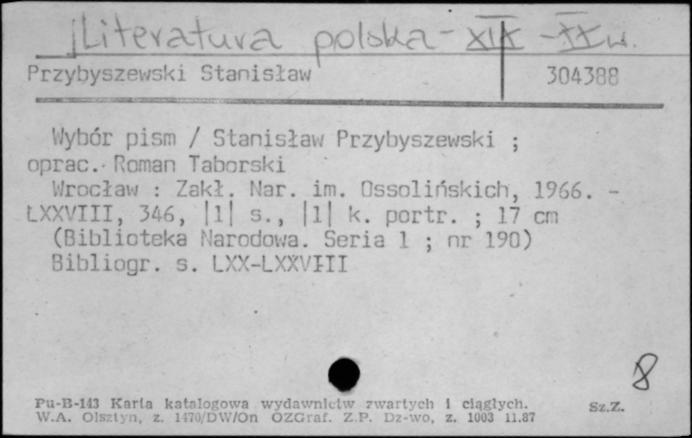 Literatura polska - XIX - XX w.
Przybyszewski Stanisław 304388
Wybór pism / Stanisław Przybyszewski ;
oprac. Roman Taborski
Wrocław : Zakł. Nar. im. Ossolińskich, 1966. -
LXXVIII, 346, |1| s., |1| k. portr. ; 17 cm
(Biblioteka Narodowa. Seria 1 ; nr 190)
Bibliogr. s. LXX-LXXVIII
8
Pu-B-143 Karta katalogowa wydawnictw zwartych i ciągłych. Sz.Z.
W.A. Olsztyn, z. 1470/DW/On OZGraf. Z.P. Dz-wo, z. 1003 11.87